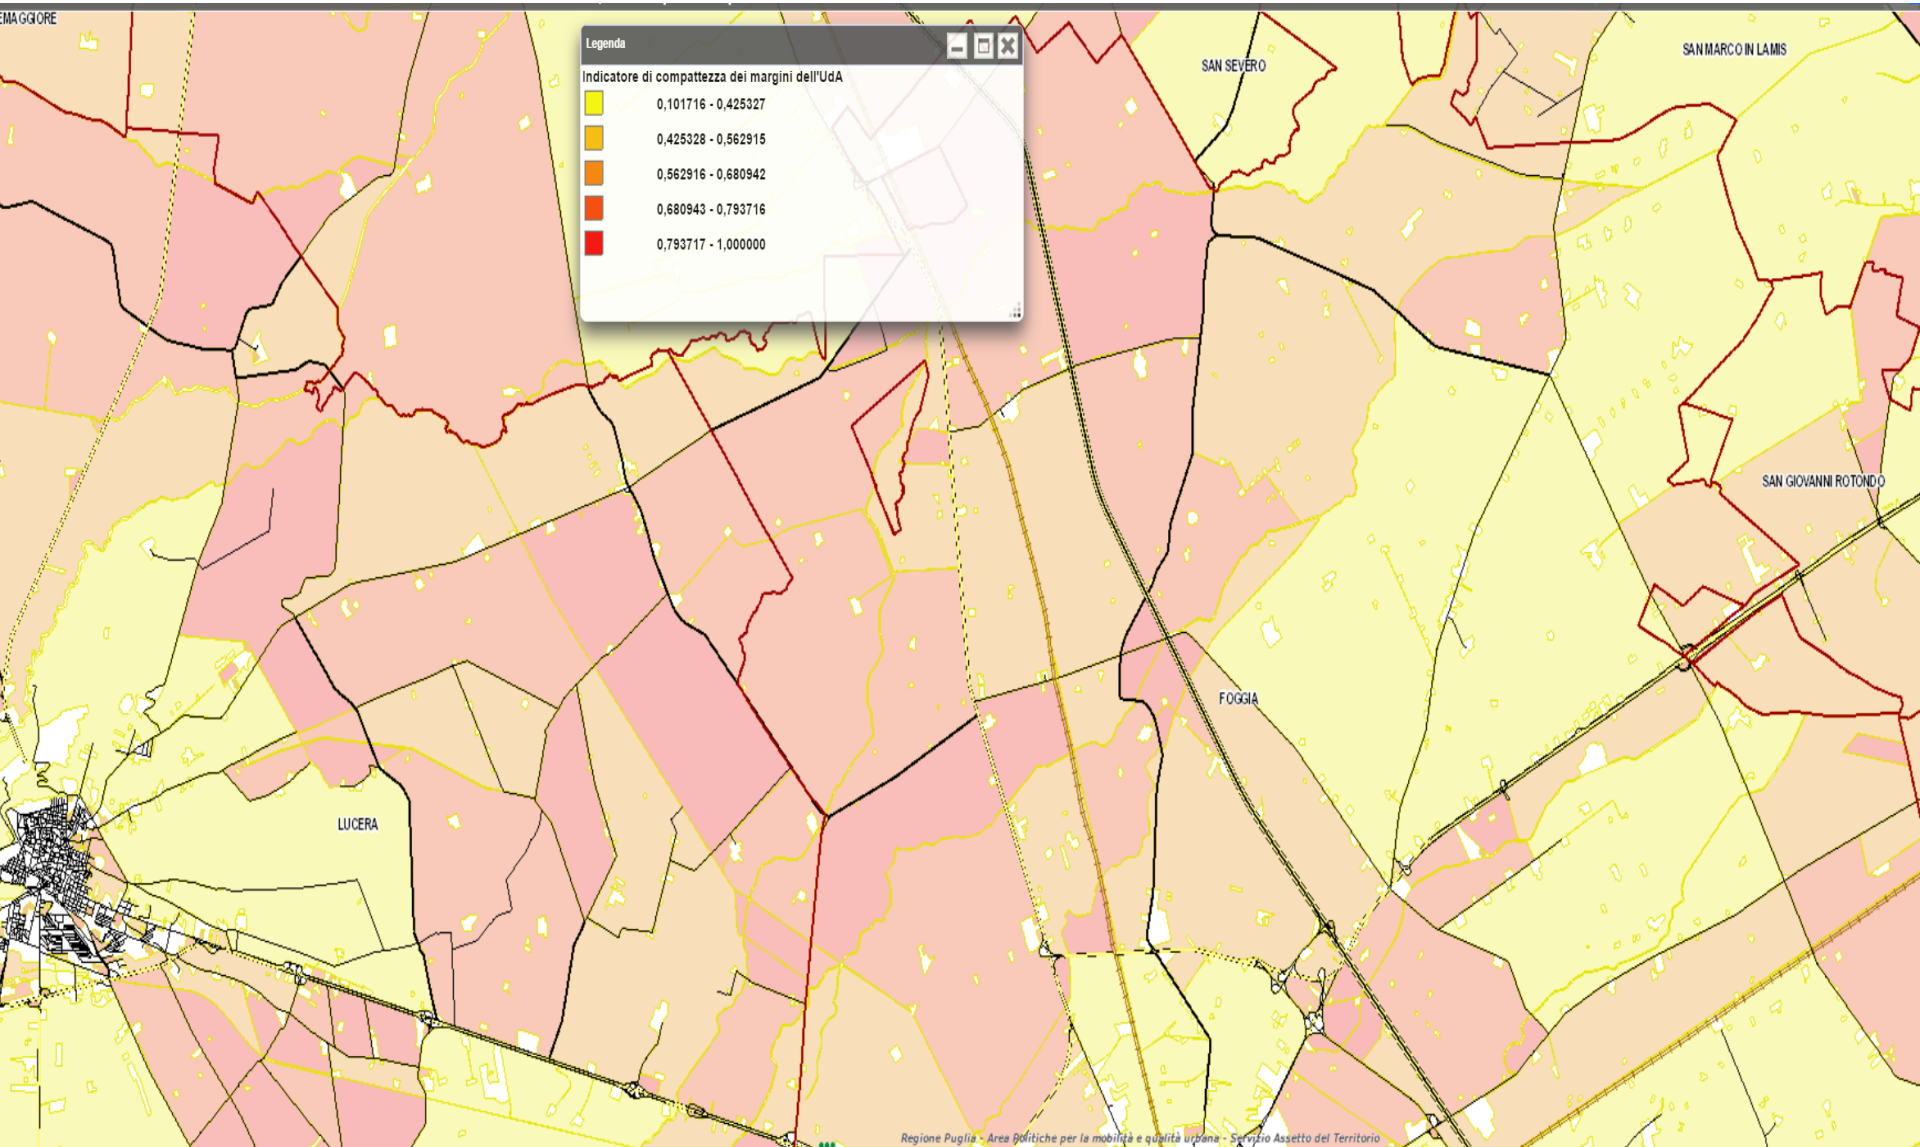 EMAGGIORE
Legenda
Indicatore di compattezza dei margini dell'UdA
0,101716 - 0,425327
0,425328 - 0,562915
0,562916 - 0,680942
0,680943 - 0,793716
0,793717 - 1,000000
SAN SEVERO
SAN MARCO IN LAMIS
SAN GIOVANNI ROTONDO
FOGGIA
LUCERA
Regione Puglia - Area Politiche per la mobilità e qualità urbana - Servizio Assetto del Territorio